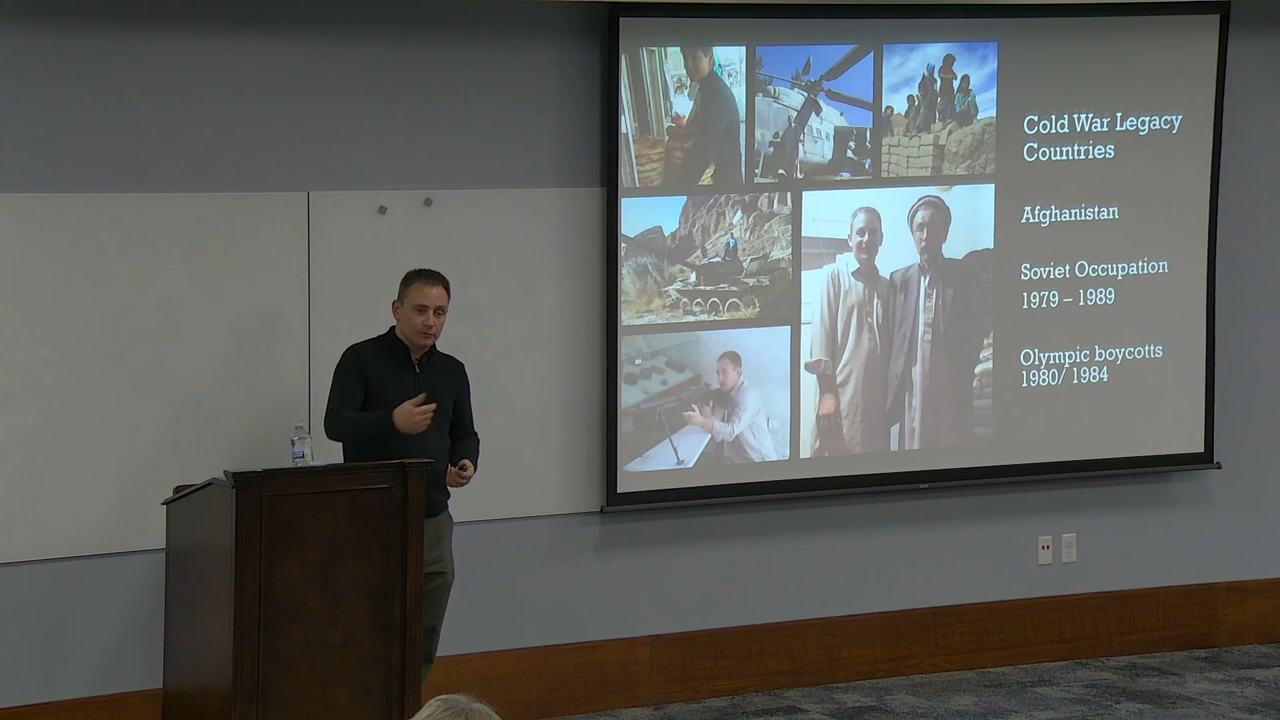 Cold War Legacy
Countries
Afghanistan
Soviet Occupation
1979 – 1989
Olympic boycotts
1980/ 1984